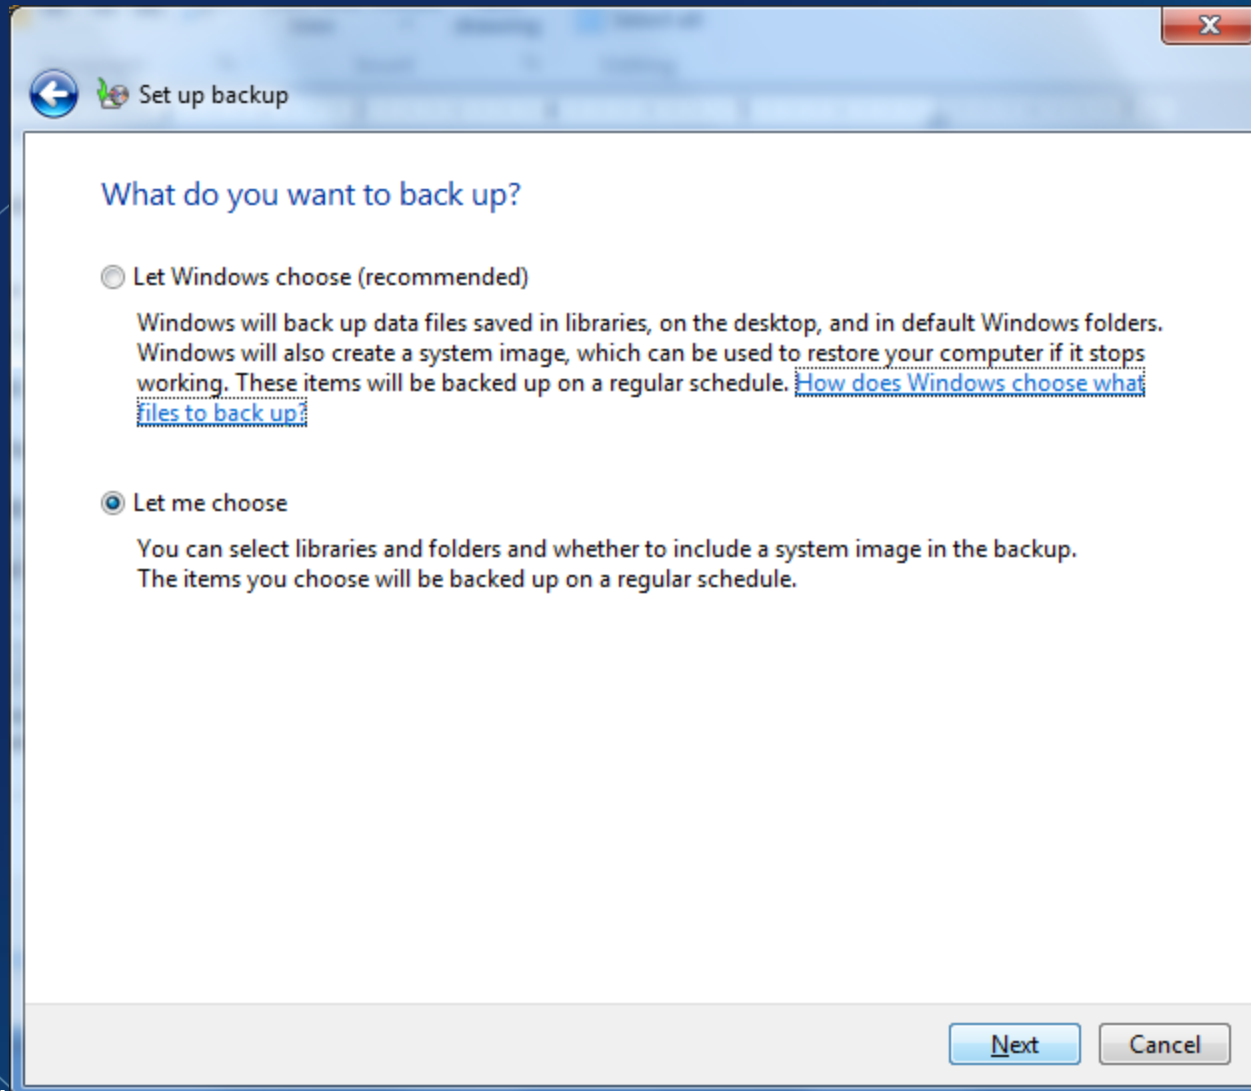 Set up backup
What do you want to back up?
Let Windows choose (recommended)
Windows will back up data files saved in libraries, on the desktop, and in default Windows folders.
Windows will also create a system image, which can be used to restore your computer if it stops
working. These items will be backed up on a regular schedule. How does Windows choose what
files to back up?
Let me choose
You can select libraries and folders and whether to include a system image in the backup.
The items you choose will be backed up on a regular schedule.
Next
Cancel